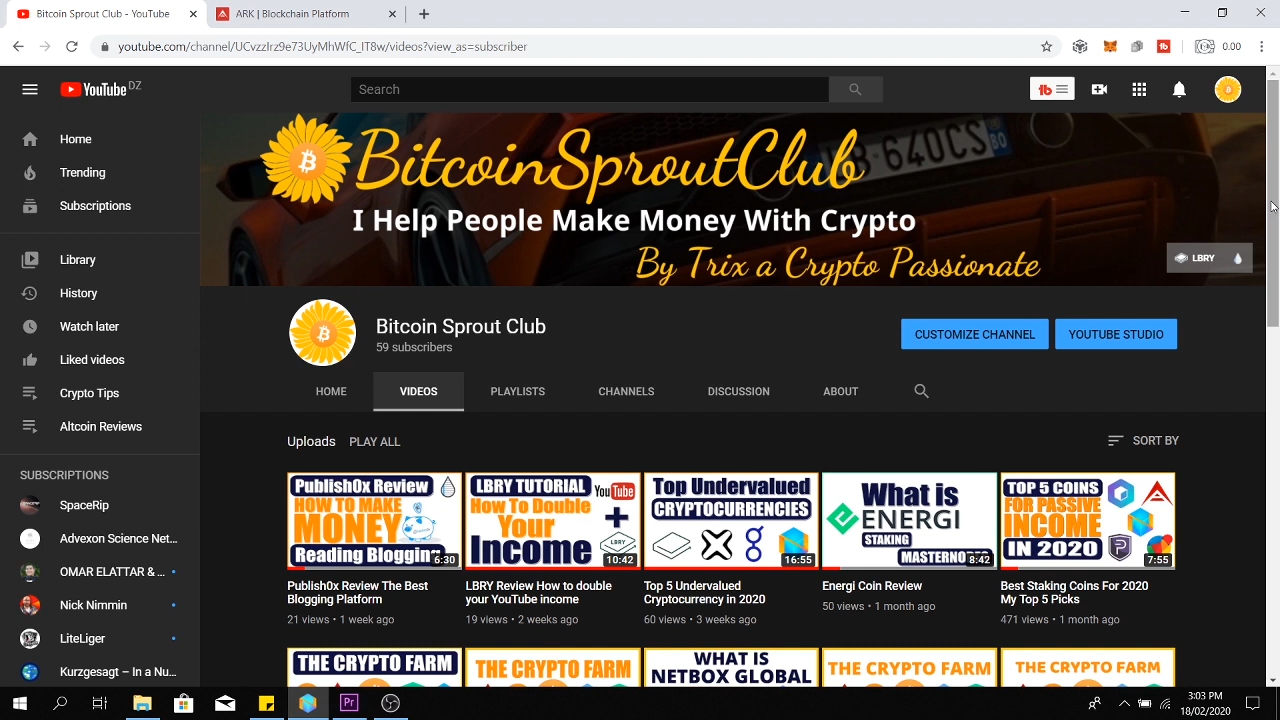 Bitcoin Sprout Club - YouTube
ARK | Blockchain Platform
youtube.com/channel/UCvzzIrz9e73UyMhWfC_IT8w/videos?view_as=subscriber
0.00
YouTube DZ
Search
Home
Trending
Subscriptions
Library
History
Watch later
Liked videos
Crypto Tips
Altcoin Reviews
SUBSCRIPTIONS
SpaceRip
Advexon Science Net...
OMAR ELATTAR & ...
Nick Nimmin
LiteLiger
Kurzgesagt – In a Nu...
BitcoinSproutClub
B 640CS
I Help People Make Money With Crypto
By Trix a Crypto Passionate
LBRY
Bitcoin Sprout Club
59 subscribers
CUSTOMIZE CHANNEL
YOUTUBE STUDIO
HOME
VIDEOS
PLAYLISTS
CHANNELS
DISCUSSION
ABOUT
Uploads
PLAY ALL
SORT BY
Publish0x Review
HOW TO MAKE
MONEY
Reading Blogging
6:30
Publish0x Review The Best
Blogging Platform
21 views • 1 week ago
LBRY TUTORIAL
YouTube
How To Double
Your
Income
LBRY
10:42
LBRY Review How to double
your YouTube income
19 views • 2 weeks ago
Top Undervalued
CRYPTOCURRENCIES
16:55
Top 5 Undervalued
Cryptocurrency in 2020
60 views • 3 weeks ago
What is
ENERGI
STAKING
MASTERNO
8:42
Energi Coin Review
50 views • 1 month ago
TOP 5 COINS
FOR PASSIVE
INCOME
IN 2020
7:55
Best Staking Coins For 2020
My Top 5 Picks
471 views • 1 month ago
THE CRYPTO FARM
THE CRYPTO FARM
WHAT IS
NETBOX GLOBAL
THE CRYPTO FARM
THE CRYPTO FARM
Pr
3:03 PM
18/02/2020